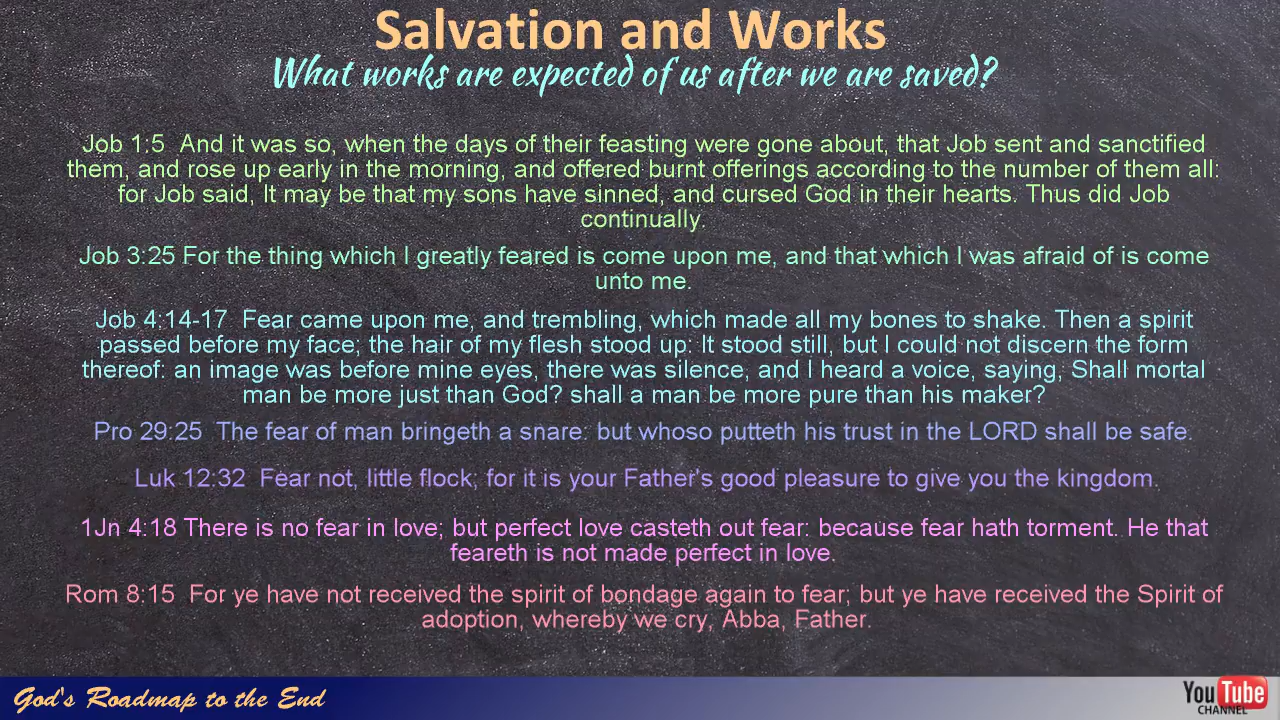 Salvation and Works
What works are expected of us after we are saved?
Job 1:5  And it was so, when the days of their feasting were gone about, that Job sent and sanctified
them, and rose up early in the morning, and offered burnt offerings according to the number of them all:
for Job said, It may be that my sons have sinned, and cursed God in their hearts. Thus did Job
continually.
Job 3:25 For the thing which I greatly feared is come upon me, and that which I was afraid of is come
unto me.
Job 4:14-17  Fear came upon me, and trembling, which made all my bones to shake. Then a spirit
passed before my face; the hair of my flesh stood up: It stood still, but I could not discern the form
thereof: an image was before mine eyes, there was silence, and I heard a voice, saying, Shall mortal
man be more just than God? shall a man be more pure than his maker?
Pro 29:25  The fear of man bringeth a snare: but whoso putteth his trust in the LORD shall be safe.
Luk 12:32  Fear not, little flock; for it is your Father's good pleasure to give you the kingdom.
1Jn 4:18 There is no fear in love; but perfect love casteth out fear: because fear hath torment. He that
feareth is not made perfect in love.
Rom 8:15  For ye have not received the spirit of bondage again to fear; but ye have received the Spirit of
adoption, whereby we cry, Abba, Father.
God's Roadmap to the End
YouTube
CHANNEL